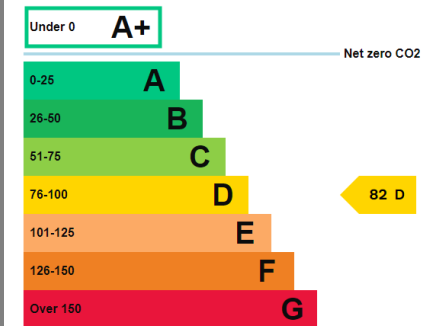 Under 0 A+
Net zero CO2
0-25 A
26-50 B
51-75 C
76-100 D
82 D
101-125 E
126-150 F
Over 150 G